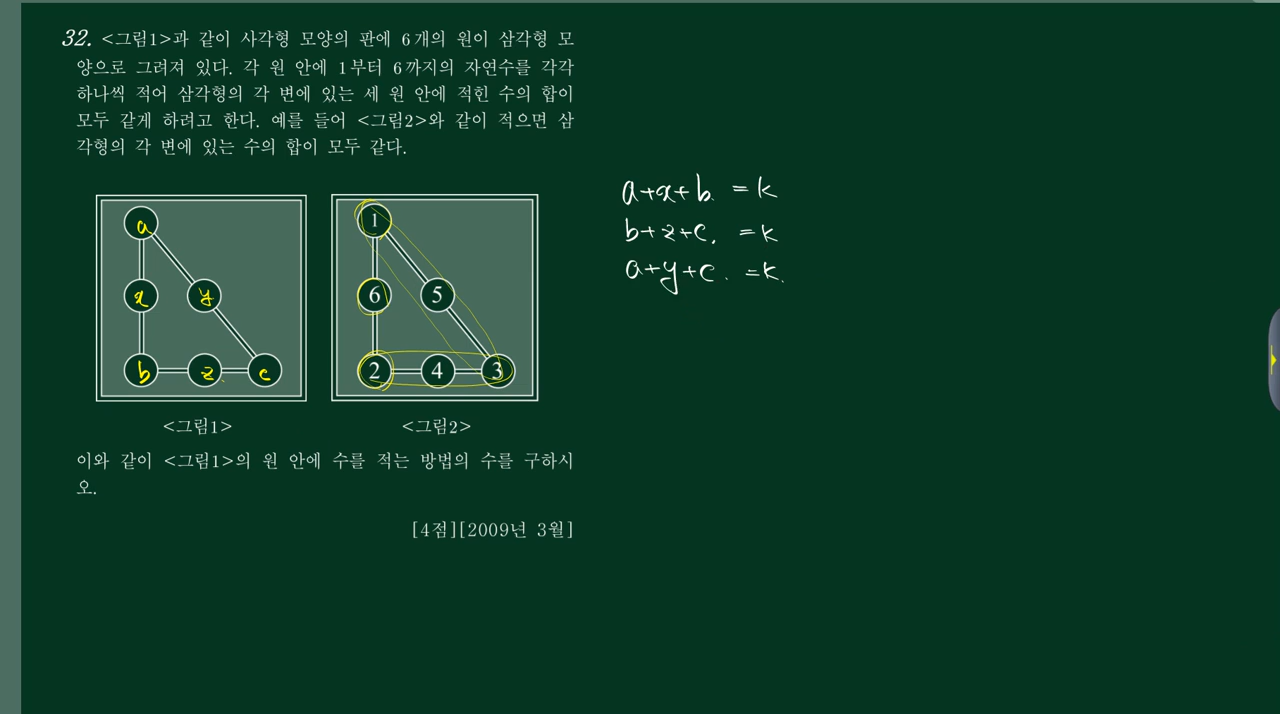 32. <그림1>과 같이 사각형 모양의 판에 6개의 원이 삼각형 모
양으로 그려져 있다. 각 원 안에 1부터 6까지의 자연수를 각각
하나씩 적어 삼각형의 각 변에 있는 세 원 안에 적힌 수의 합이
모두 같게 하려고 한다. 예를 들어 <그림2>와 같이 적으면 삼
각형의 각 변에 있는 수의 합이 모두 같다.
a+x+b = k
b+z+c. = k
a+y+c. = k.
a
x y
b z c
1
6 5
2 4 3
<그림1> <그림2>
이와 같이 <그림1>의 원 안에 수를 적는 방법의 수를 구하시
오.
[4점][2009년 3월]